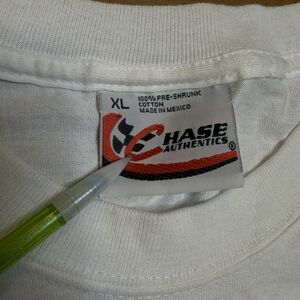 XL
100% PRE-SHRUNK
COTTON
MADE IN MEXICO
CHASE
AUTHENTICS®